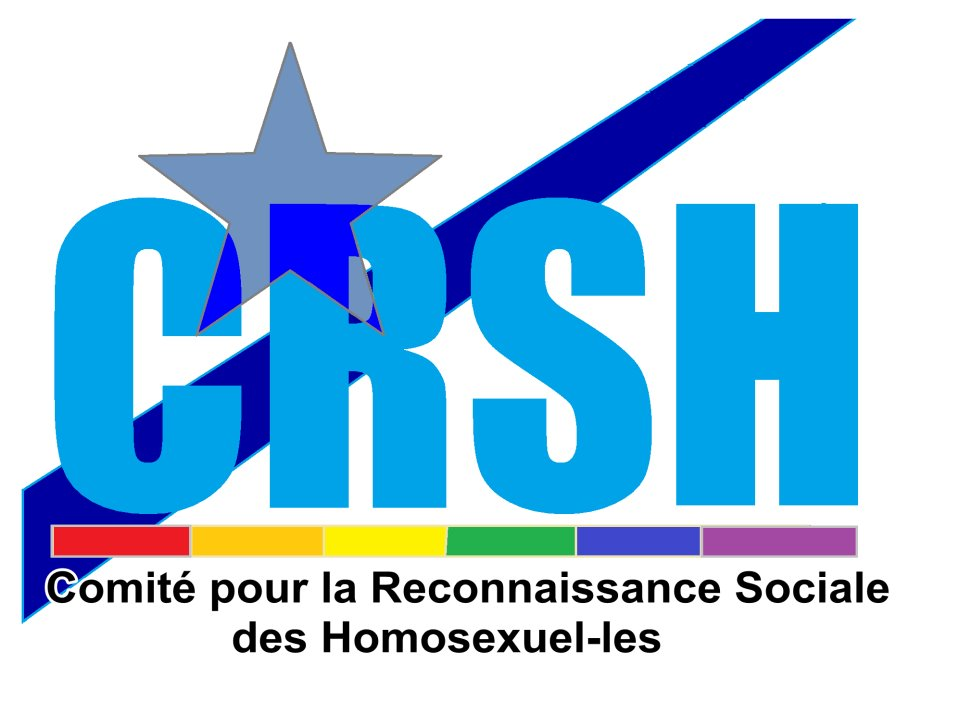 CRSH
Comité pour la Reconnaissance Sociale
des Homosexuel-les